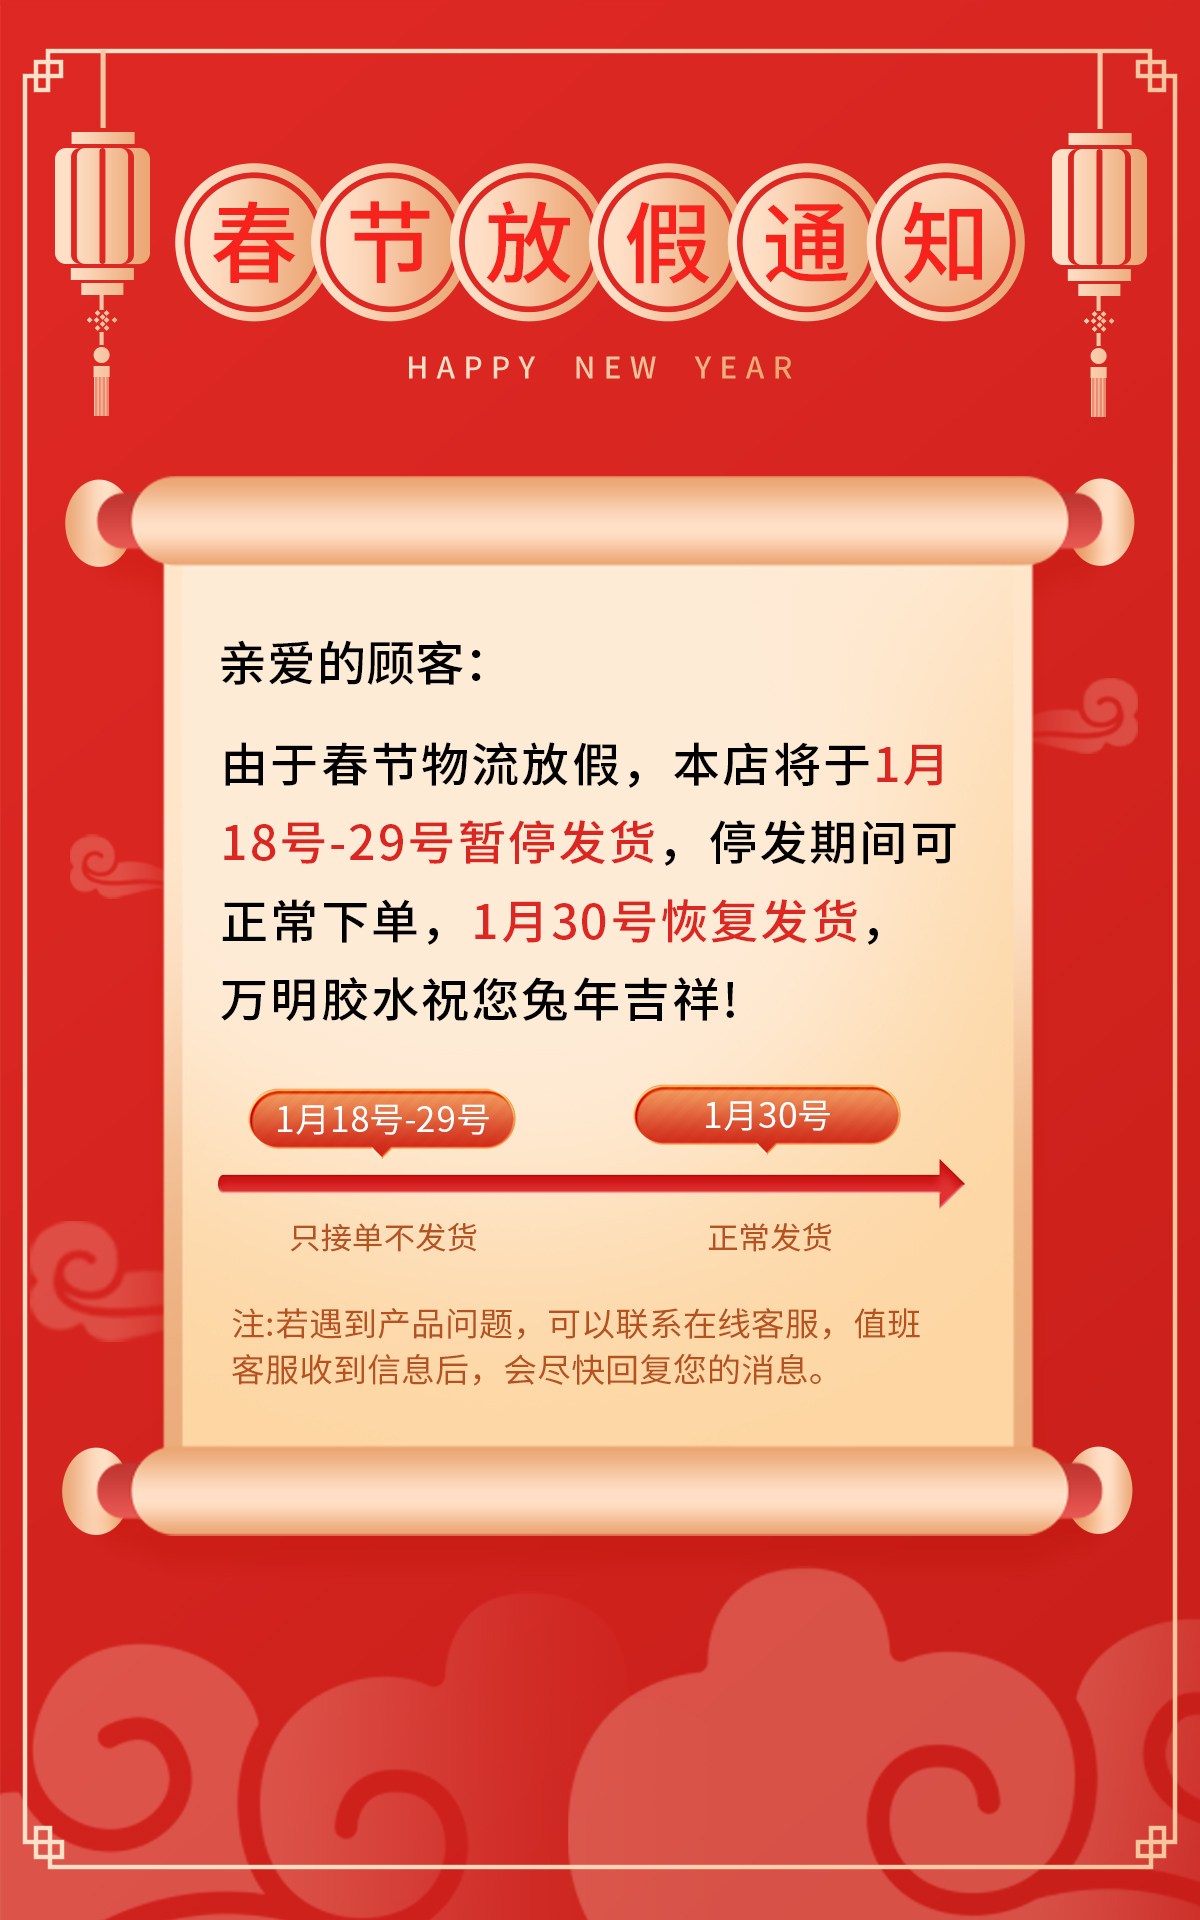 春节放假通知
HAPPY NEW YEAR
亲爱的顾客：
由于春节物流放假，本店将于1月
18号-29号暂停发货，停发期间可
正常下单，1月30号恢复发货，
万明胶水祝您兔年吉祥!
1月18号-29号
1月30号
只接单不发货
正常发货
注:若遇到产品问题，可以联系在线客服，值班
客服收到信息后，会尽快回复您的消息。